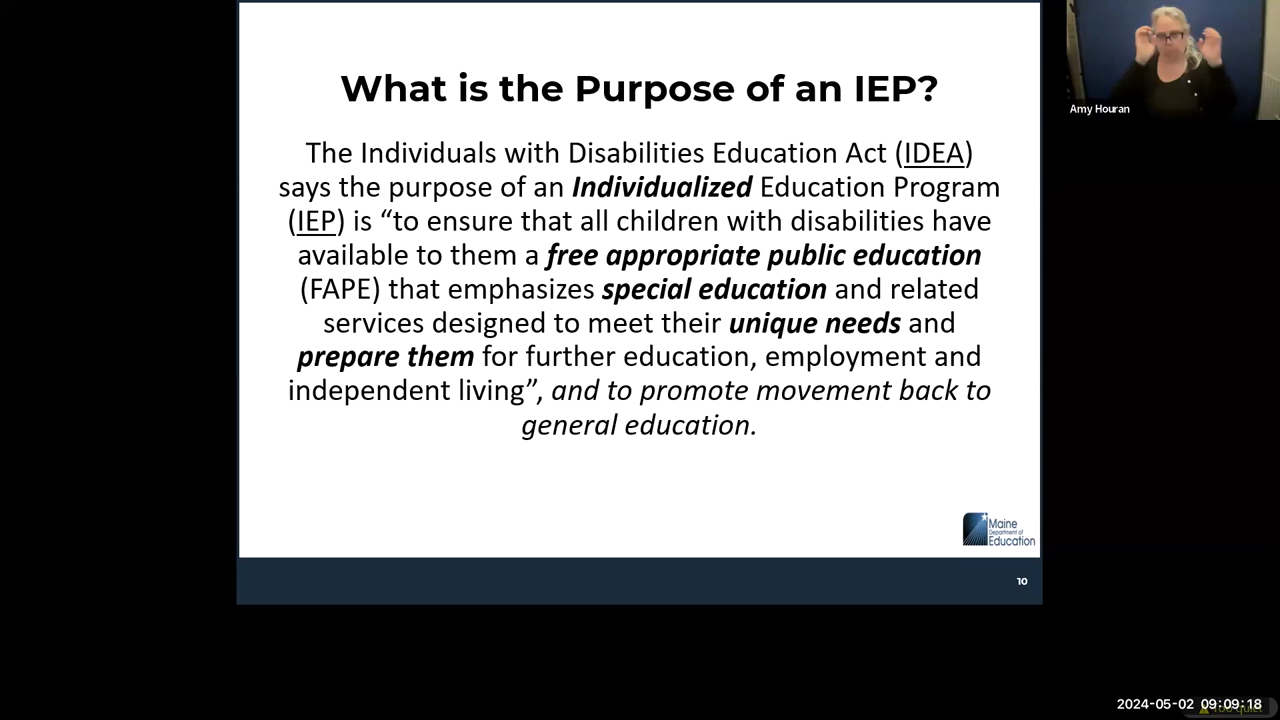 What is the Purpose of an IEP?
The Individuals with Disabilities Education Act (IDEA)
says the purpose of an Individualized Education Program
(IEP) is “to ensure that all children with disabilities have
available to them a free appropriate public education
(FAPE) that emphasizes special education and related
services designed to meet their unique needs and
prepare them for further education, employment and
independent living”, and to promote movement back to
general education.
Maine
Department of
Education
10
Amy Houran
2024-05-02 09:09:18